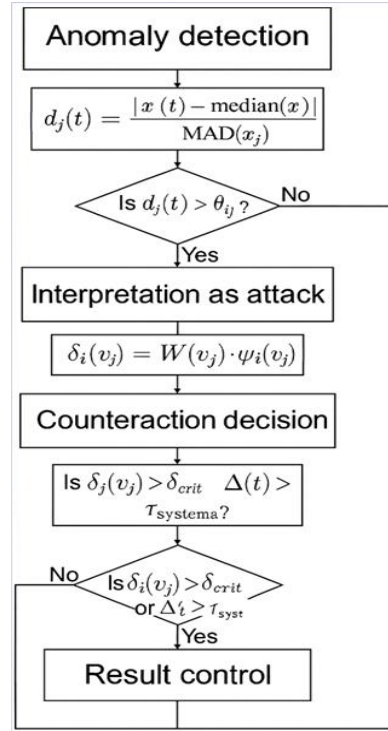 Anomaly detection
d_j(t) = |x (t) − median(x)| / MAD(x_j)
Is d_j(t) > θ_ij ?
No
Yes
Interpretation as attack
δ_i(v_j) = W(v_j) · ψ_i(v_j)
Counteraction decision
Is δ_j(v_j) > δ_crit Δ(t) >
τ_systema?
No
Is δ_i(v_j) > δ_crit
or Δ't ≥ τ_syst
Yes
Result control